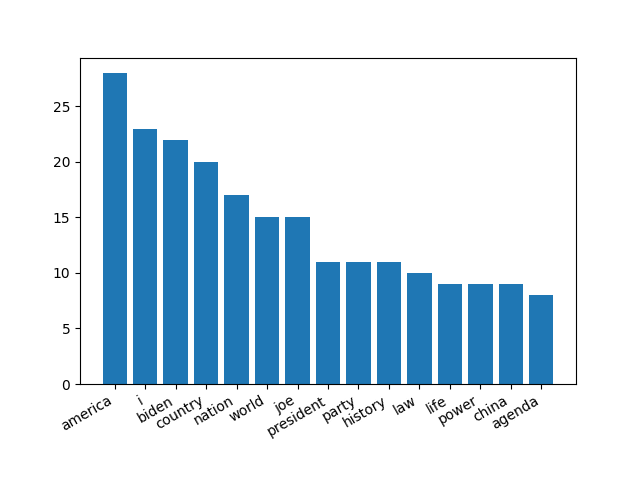 25
20
15
10
5
0
america
i
biden
country
nation
world
joe
president
party
history
law
life
power
china
agenda